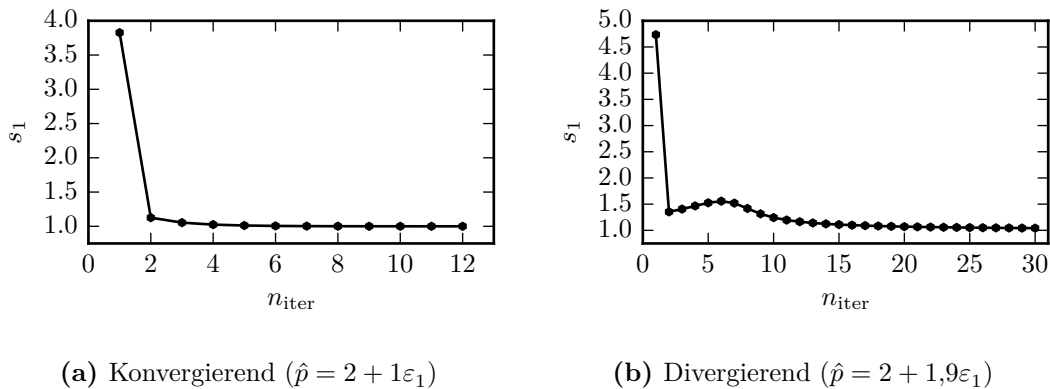 4.0
3.5
3.0
2.5
2.0
1.5
1.0
s₁
0 2 4 6 8 10 12
n_iter
(a) Konvergierend (p̂ = 2 + 1ε₁)
5.0
4.5
4.0
3.5
3.0
2.5
2.0
1.5
1.0
s₁
0 5 10 15 20 25 30
n_iter
(b) Divergierend (p̂ = 2 + 1,9ε₁)